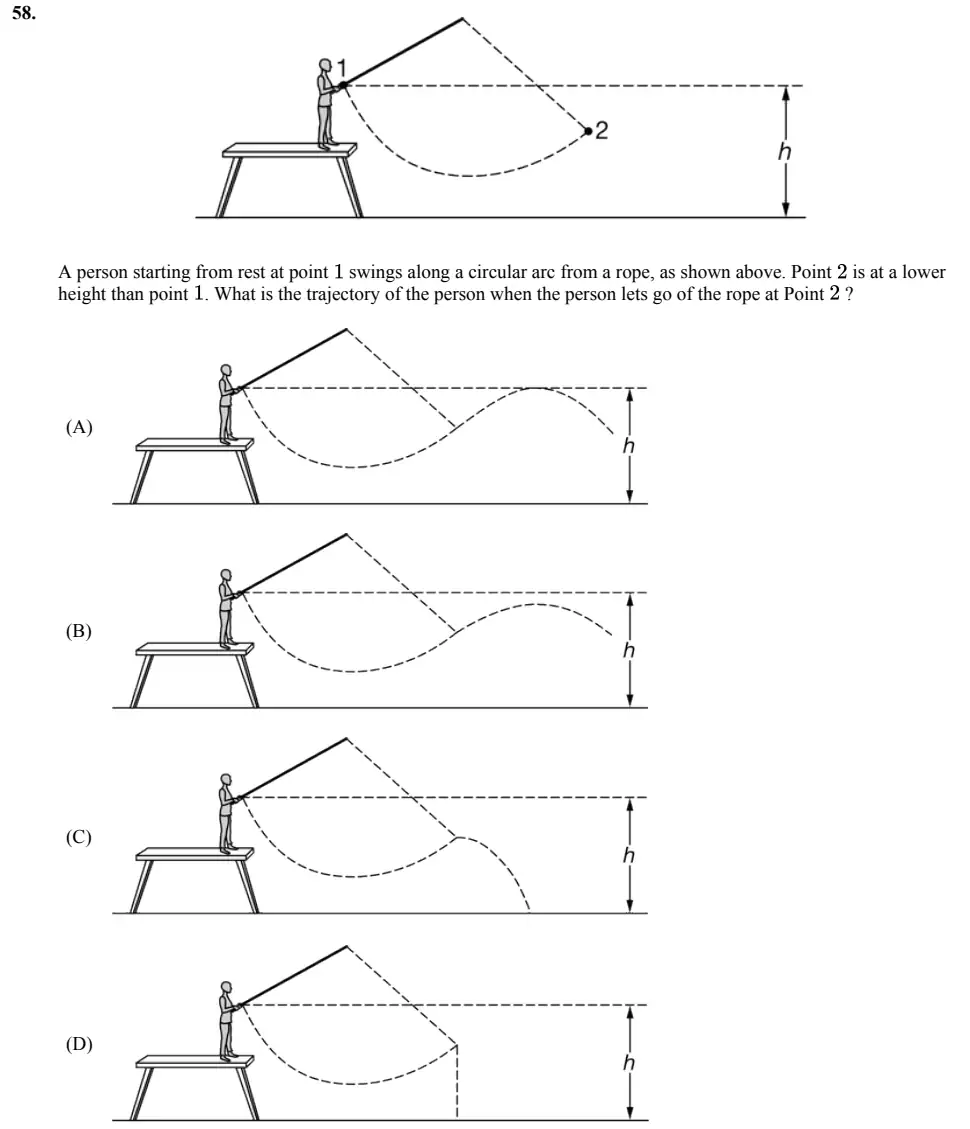 58.
1
2
h
A person starting from rest at point 1 swings along a circular arc from a rope, as shown above. Point 2 is at a lower
height than point 1. What is the trajectory of the person when the person lets go of the rope at Point 2 ?
(A)
h
(B)
h
(C)
h
(D)
h